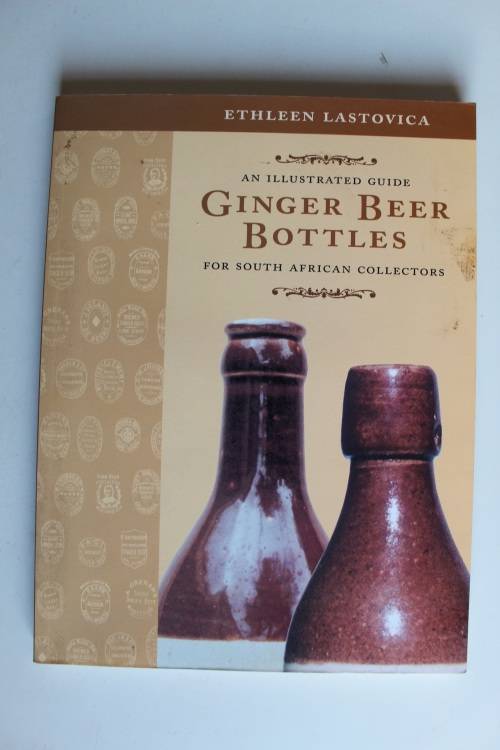 ETHLEEN LASTOVICA
AN ILLUSTRATED GUIDE
GINGER BEER
BOTTLES
FOR SOUTH AFRICAN COLLECTORS